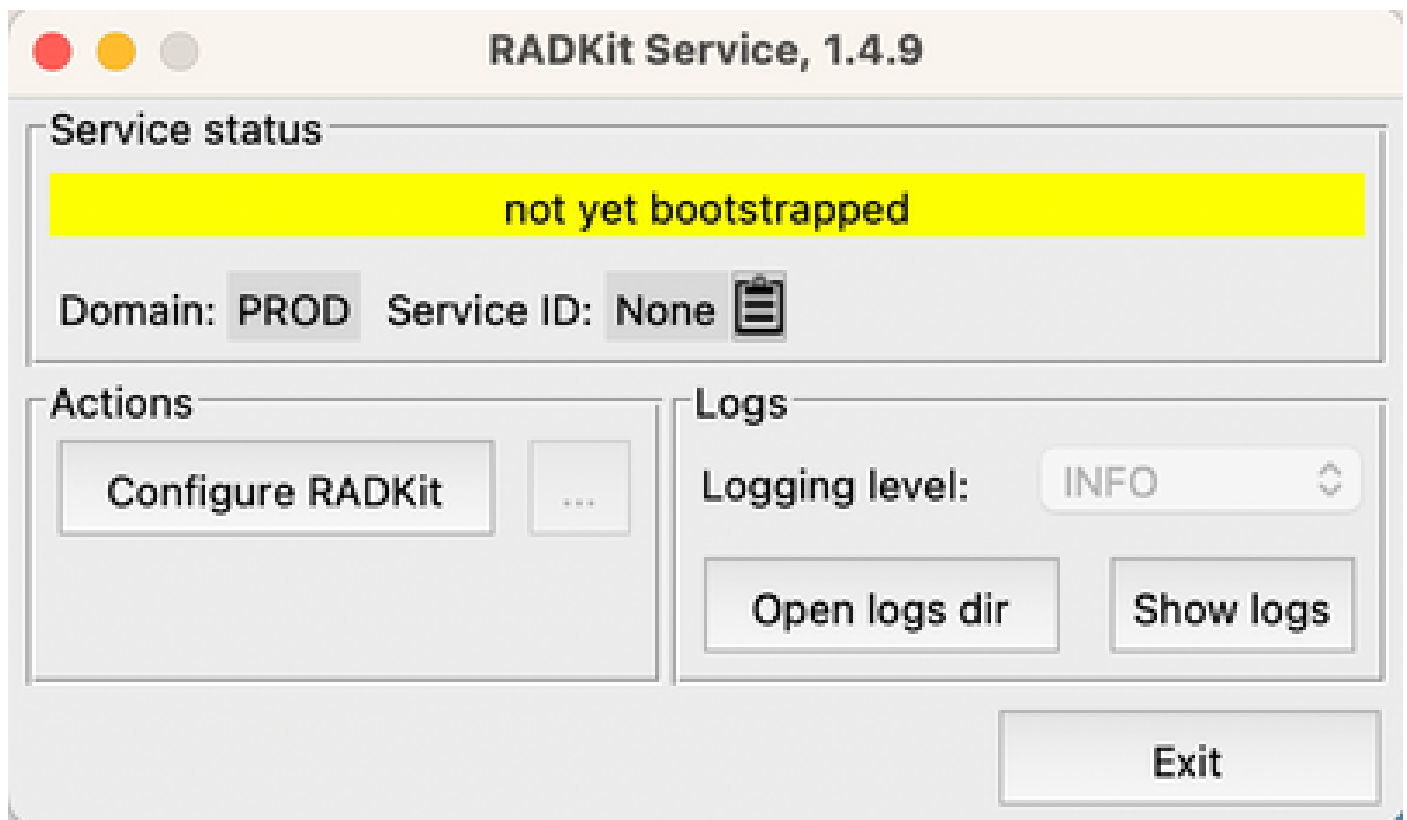 RADKit Service, 1.4.9
Service status
not yet bootstrapped
Domain: PROD Service ID: None
Actions
Configure RADKit ...
Logs
Logging level: INFO
Open logs dir Show logs
Exit